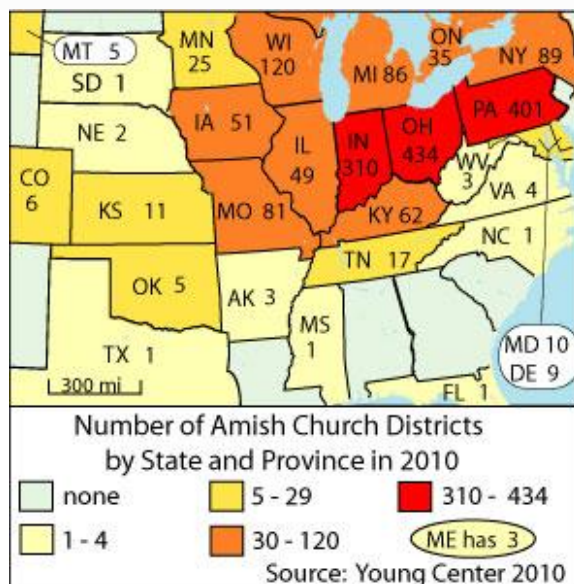 MT 5
MN
25
WI
120
ON
35
NY 89
SD 1
MI 86
PA 401
NE 2
IA 51
IL
49
IN
310
OH
434
WV
3
VA 4
CO
6
KS 11
MO 81
KY 62
NC 1
TN 17
OK 5
AK 3
MS
1
TX 1
MD 10
DE 9
300 mi
FL 1
Number of Amish Church Districts
by State and Province in 2010
none
5 - 29
310 - 434
1 - 4
30 - 120
ME has 3
Source: Young Center 2010